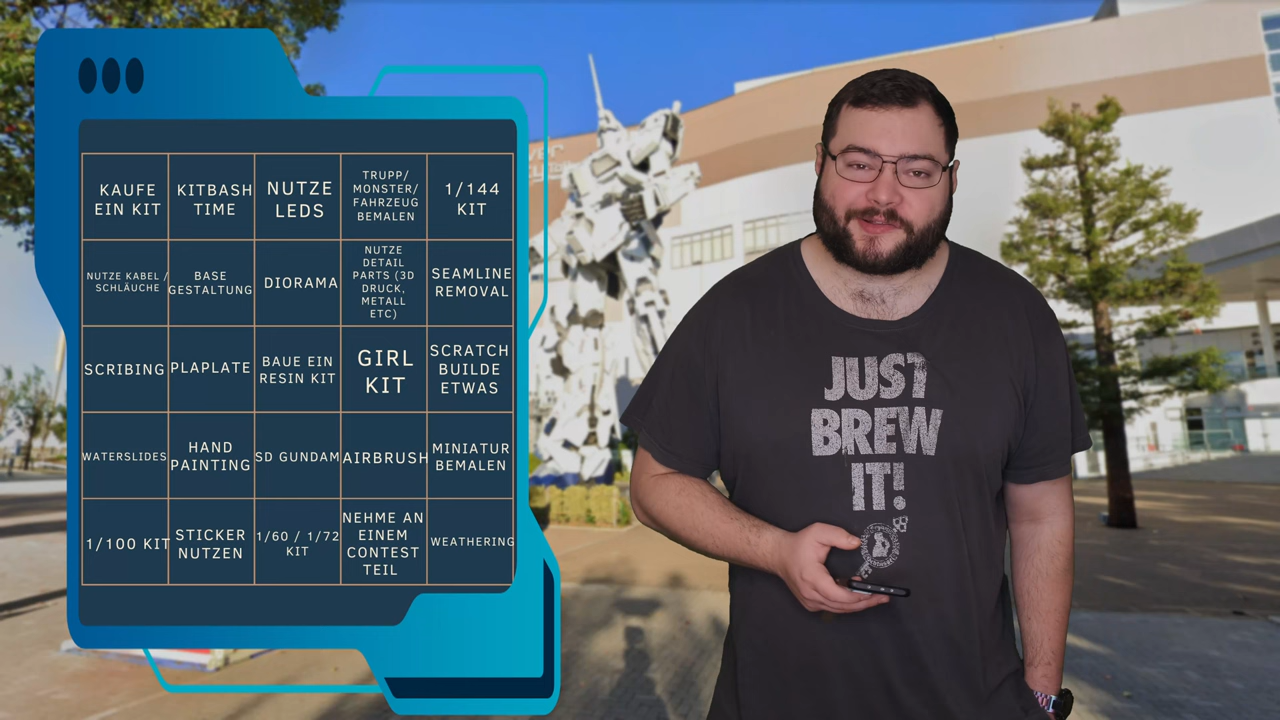 KAUFE
EIN KIT
KITBASH
TIME
NUTZE
LEDS
TRUPP/
MONSTER/
FAHRZEUG
BEMALEN
1/144
KIT
NUTZE KABEL /
SCHLÄUCHE
BASE
GESTALTUNG
DIORAMA
NUTZE
DETAIL
PARTS (3D
DRUCK,
METALL
ETC)
SEAMLINE
REMOVAL
SCRIBING
PLAPLATE
BAUE EIN
RESIN KIT
GIRL
KIT
SCRATCH
BUILDE
ETWAS
WATERSLIDES
HAND
PAINTING
SD GUNDAM
AIRBRUSH
MINIATUR
BEMALEN
1/100 KIT
STICKER
NUTZEN
1/60 / 1/72
KIT
NEHME AN
EINEM
CONTEST
TEIL
WEATHERING
JUST
BREW
IT!